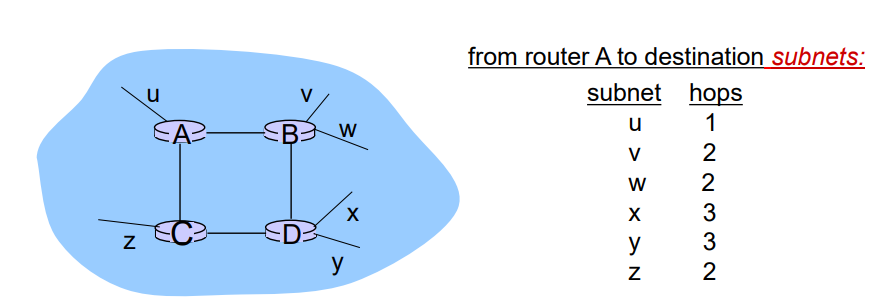 from router A to destination subnets:
subnet hops
u 1
v 2
w 2
x 3
y 3
z 2
u
v
A
B
w
x
C
D
z
y